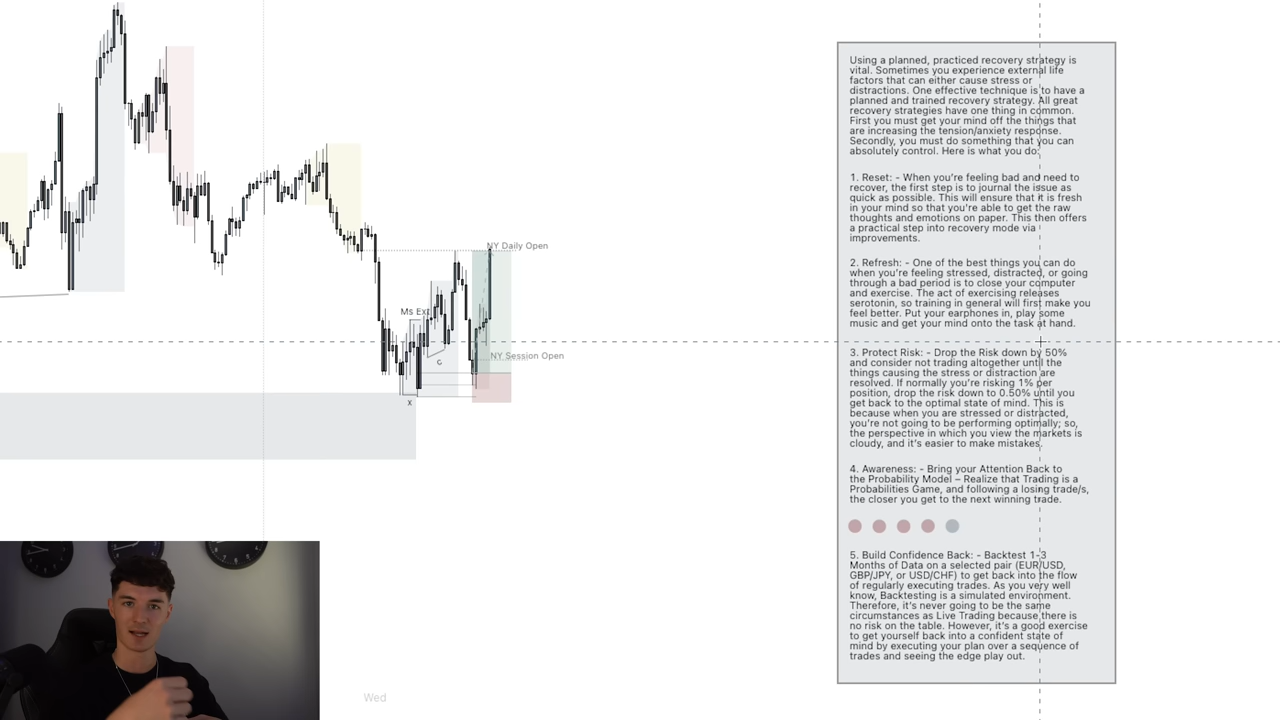 Using a planned, practiced recovery strategy is
vital. Sometimes you experience external life
factors that can either cause stress or
distractions. One effective technique is to have a
planned and trained recovery strategy. All great
recovery strategies have one thing in common.
First you must get your mind off the things that
are increasing the tension/anxiety response.
Secondly, you must do something that you can
absolutely control. Here is what you do:
1. Reset: - When you're feeling bad and need to
recover, the first step is to journal the issue as
quick as possible. This will ensure that it is fresh
in your mind so that you're able to get the raw
thoughts and emotions on paper. This then offers
a practical step into recovery mode via
improvements.
2. Refresh: - One of the best things you can do
when you're feeling stressed, distracted, or going
through a bad period is to close your computer
and exercise. The act of exercising releases
serotonin, so training in general will first make you
feel better. Put your earphones in, play some
music and get your mind onto the task at hand.
3. Protect Risk: - Drop the Risk down by 50%
and consider not trading altogether until the
things causing the stress or distraction are
resolved. If normally you're risking 1% per
position, drop the risk down to 0.50% until you
get back to the optimal state of mind. This is
because when you are stressed or distracted,
you're not going to be performing optimally; so,
the perspective in which you view the markets is
cloudy, and it's easier to make mistakes.
4. Awareness: - Bring your Attention Back to
the Probability Model – Realize that Trading is a
Probabilities Game, and following a losing trade/s,
the closer you get to the next winning trade.
5. Build Confidence Back: - Backtest 1-3
Months of Data on a selected pair (EUR/USD,
GBP/JPY, or USD/CHF) to get back into the flow
of regularly executing trades. As you very well
know, Backtesting is a simulated environment.
Therefore, it's never going to be the same
circumstances as Live Trading because there is
no risk on the table. However, it's a good exercise
to get yourself back into a confident state of
mind by executing your plan over a sequence of
trades and seeing the edge play out.
NY Daily Open
Ms Ext
NY Session Open
x
Wed